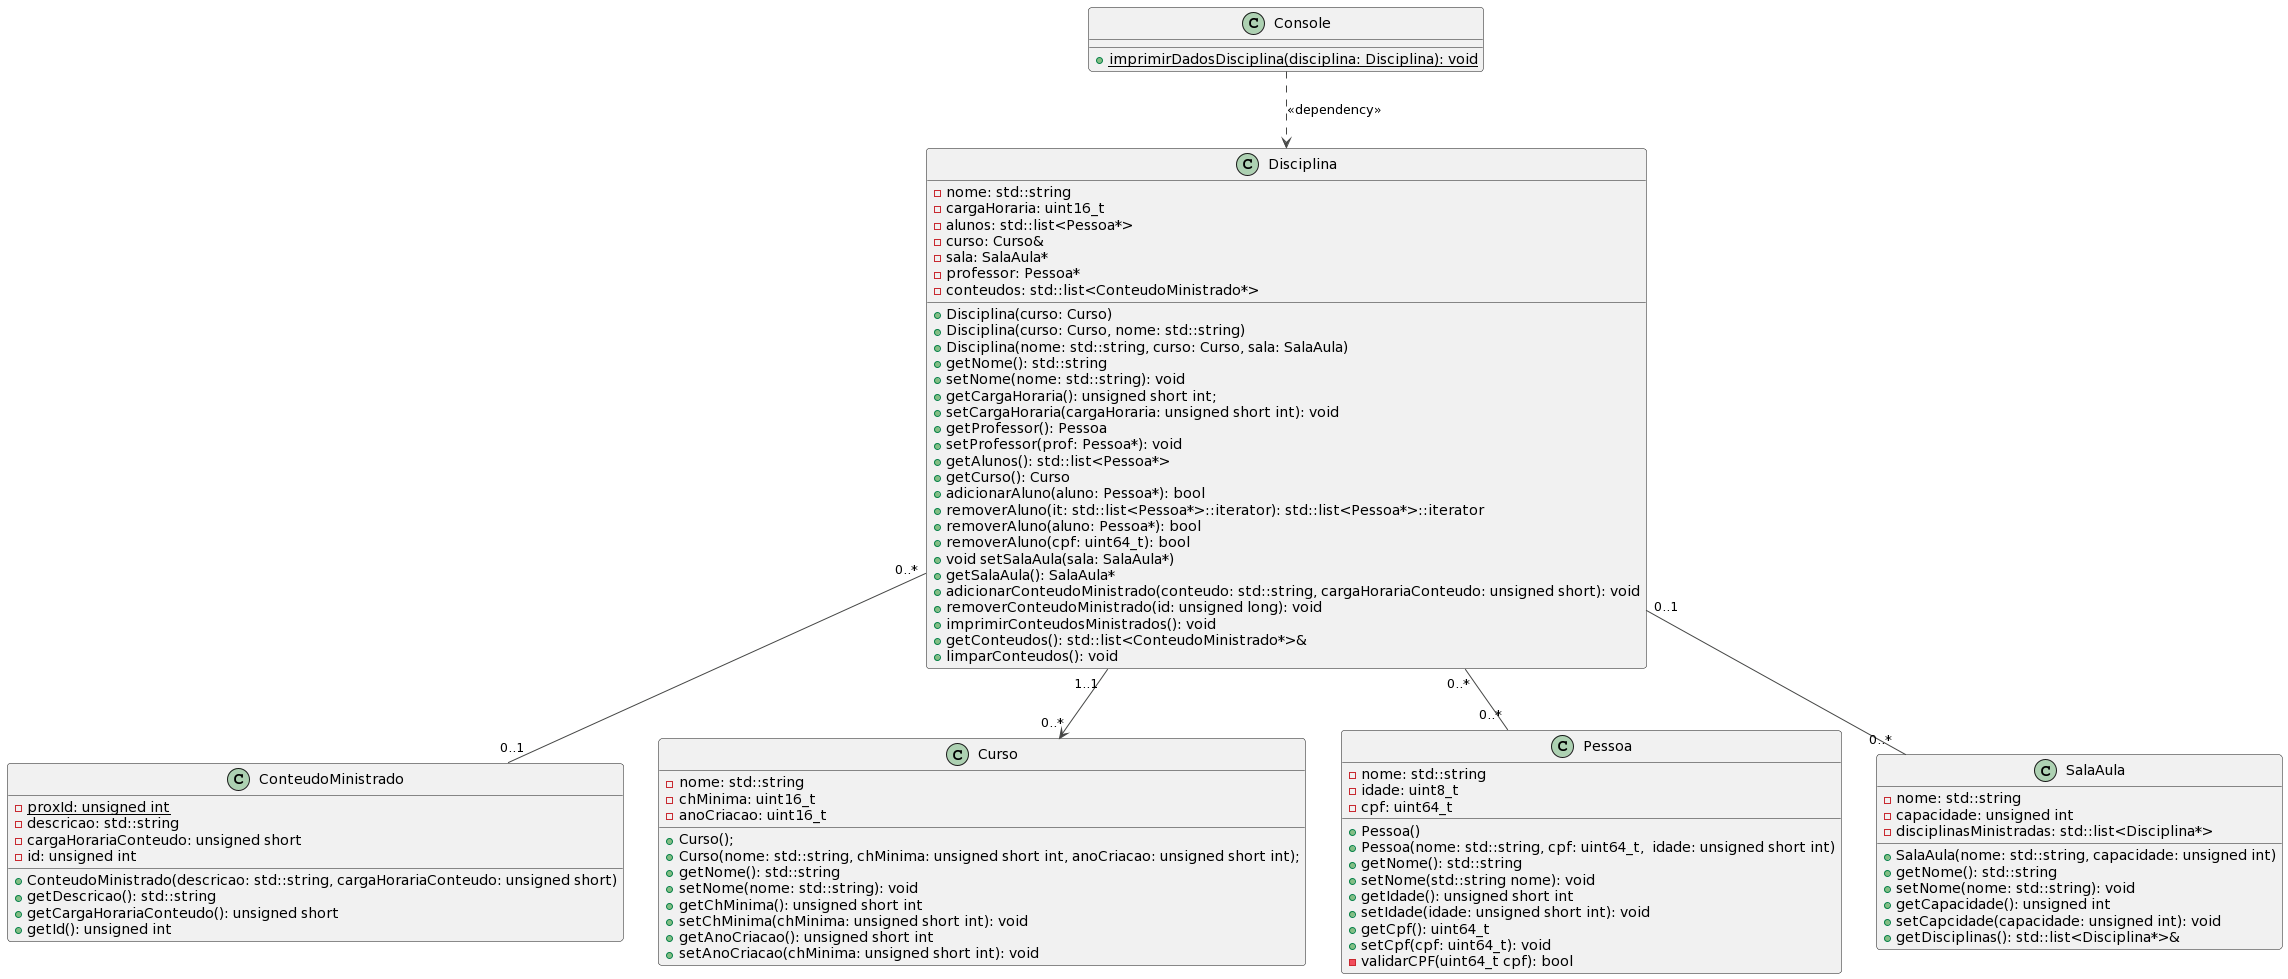 C Console
imprimirDadosDisciplina(disciplina: Disciplina): void
«dependency»
C Disciplina
nome: std::string
cargaHoraria: uint16_t
alunos: std::list<Pessoa*>
curso: Curso&
sala: SalaAula*
professor: Pessoa*
conteudos: std::list<ConteudoMinistrado*>
Disciplina(curso: Curso)
Disciplina(curso: Curso, nome: std::string)
Disciplina(nome: std::string, curso: Curso, sala: SalaAula)
getNome(): std::string
setNome(nome: std::string): void
getCargaHoraria(): unsigned short int;
setCargaHoraria(cargaHoraria: unsigned short int): void
getProfessor(): Pessoa
setProfessor(prof: Pessoa*): void
getAlunos(): std::list<Pessoa*>
getCurso(): Curso
adicionarAluno(aluno: Pessoa*): bool
removerAluno(it: std::list<Pessoa*>::iterator): std::list<Pessoa*>::iterator
removerAluno(aluno: Pessoa*): bool
removerAluno(cpf: uint64_t): bool
void setSalaAula(sala: SalaAula*)
getSalaAula(): SalaAula*
adicionarConteudoMinistrado(conteudo: std::string, cargaHorariaConteudo: unsigned short): void
removerConteudoMinistrado(id: unsigned long): void
imprimirConteudosMinistrados(): void
getConteudos(): std::list<ConteudoMinistrado*>&
limparConteudos(): void
0..*
0..1
1..1
0..*
0..*
0..*
0..1
0..*
C ConteudoMinistrado
proxId: unsigned int
descricao: std::string
cargaHorariaConteudo: unsigned short
id: unsigned int
ConteudoMinistrado(descricao: std::string, cargaHorariaConteudo: unsigned short)
getDescricao(): std::string
getCargaHorariaConteudo(): unsigned short
getId(): unsigned int
C Curso
nome: std::string
chMinima: uint16_t
anoCriacao: uint16_t
Curso();
Curso(nome: std::string, chMinima: unsigned short int, anoCriacao: unsigned short int);
getNome(): std::string
setNome(nome: std::string): void
getChMinima(): unsigned short int
setChMinima(chMinima: unsigned short int): void
getAnoCriacao(): unsigned short int
setAnoCriacao(chMinima: unsigned short int): void
C Pessoa
nome: std::string
idade: uint8_t
cpf: uint64_t
Pessoa()
Pessoa(nome: std::string, cpf: uint64_t,  idade: unsigned short int)
getNome(): std::string
setNome(std::string nome): void
getIdade(): unsigned short int
setIdade(idade: unsigned short int): void
getCpf(): uint64_t
setCpf(cpf: uint64_t): void
validarCPF(uint64_t cpf): bool
C SalaAula
nome: std::string
capacidade: unsigned int
disciplinasMinistradas: std::list<Disciplina*>
SalaAula(nome: std::string, capacidade: unsigned int)
getNome(): std::string
setNome(nome: std::string): void
getCapacidade(): unsigned int
setCapcidade(capacidade: unsigned int): void
getDisciplinas(): std::list<Disciplina*>&